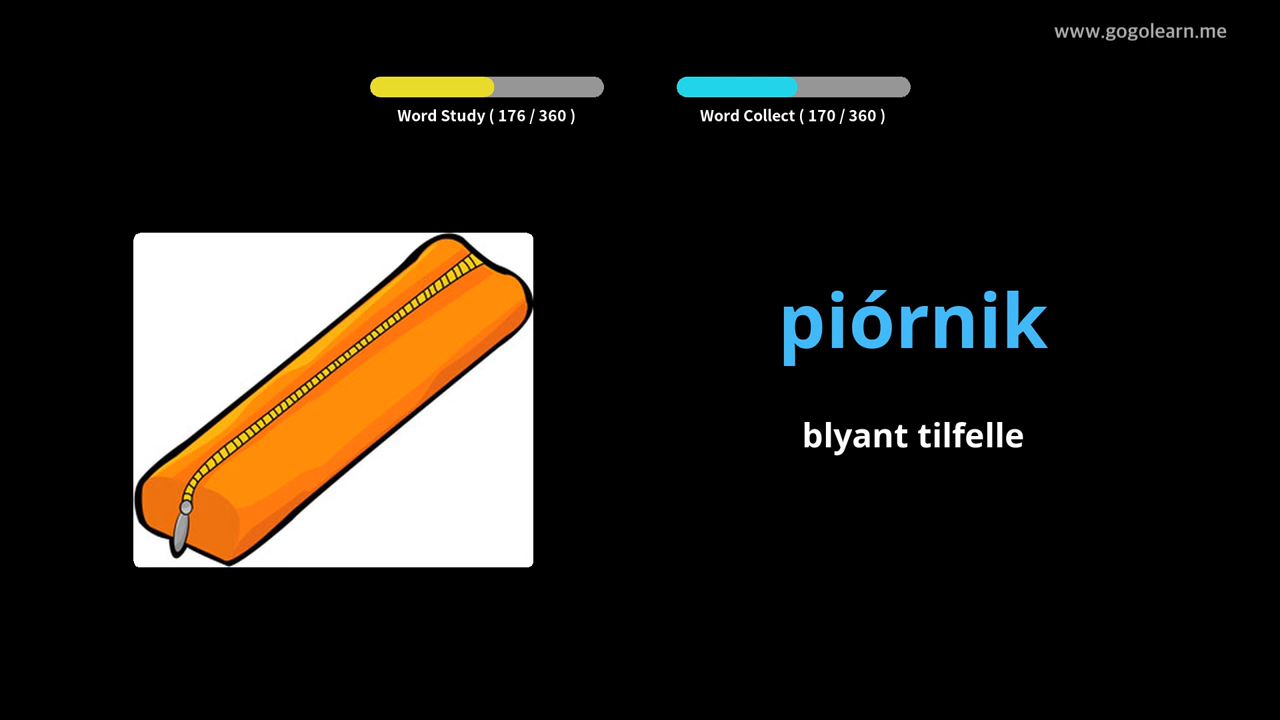 www.gogolearn.me
Word Study ( 176 / 360 )
Word Collect ( 170 / 360 )
piórnik
blyant tilfelle